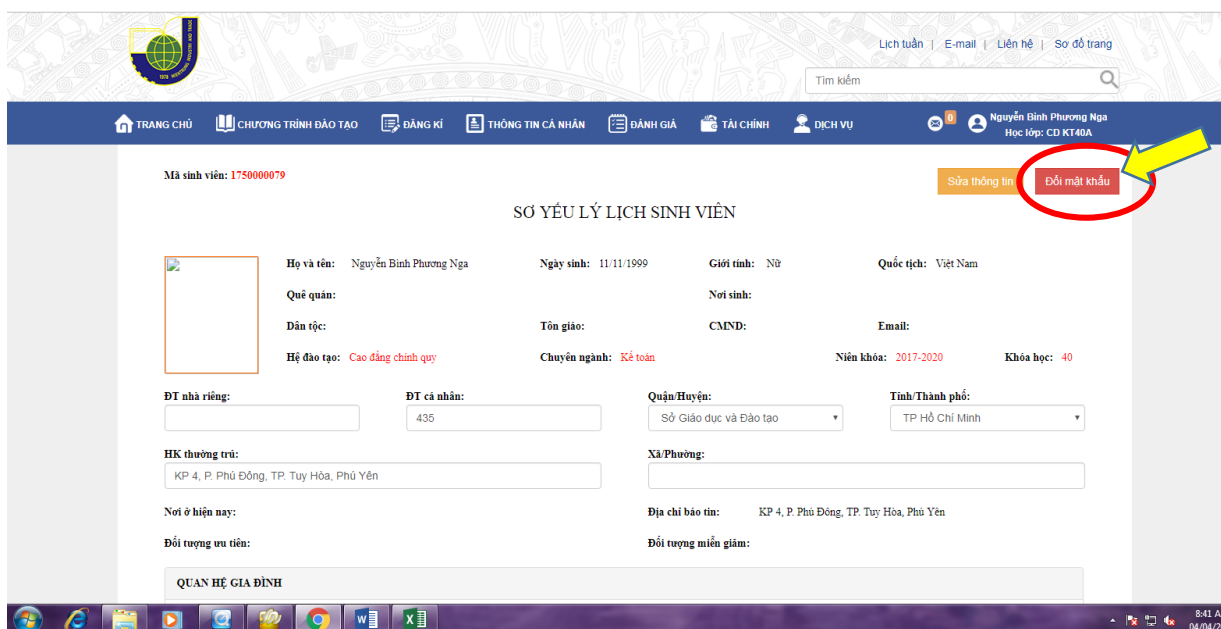 Lịch tuần | E-mail | Liên hệ | Sơ đồ trang
Tìm kiếm
TRANG CHỦ CHƯƠNG TRÌNH ĐÀO TẠO ĐĂNG KÍ THÔNG TIN CÁ NHÂN ĐÁNH GIÁ TÀI CHÍNH DỊCH VỤ 0 Nguyễn Bình Phương Nga
Học lớp: CD KT40A
Mã sinh viên: 1750000079 Sửa thông tin Đổi mật khẩu
SƠ YẾU LÝ LỊCH SINH VIÊN
Họ và tên: Nguyễn Bình Phương Nga Ngày sinh: 11/11/1999 Giới tính: Nữ Quốc tịch: Việt Nam
Quê quán: Nơi sinh:
Dân tộc: Tôn giáo: CMND: Email:
Hệ đào tạo: Cao đẳng chính quy Chuyên ngành: Kế toán Niên khóa: 2017-2020 Khóa học: 40
ĐT nhà riêng: ĐT cá nhân: Quận/Huyện: Tỉnh/Thành phố:
435 Sở Giáo dục và Đào tạo TP Hồ Chí Minh
HK thường trú: Xã/Phường:
KP 4, P. Phú Đông, TP. Tuy Hòa, Phú Yên
Nơi ở hiện nay: Địa chỉ báo tin: KP 4, P. Phú Đông, TP. Tuy Hòa, Phú Yên
Đối tượng ưu tiên: Đối tượng miễn giảm:
QUAN HỆ GIA ĐÌNH
8:41 A
04/04/2